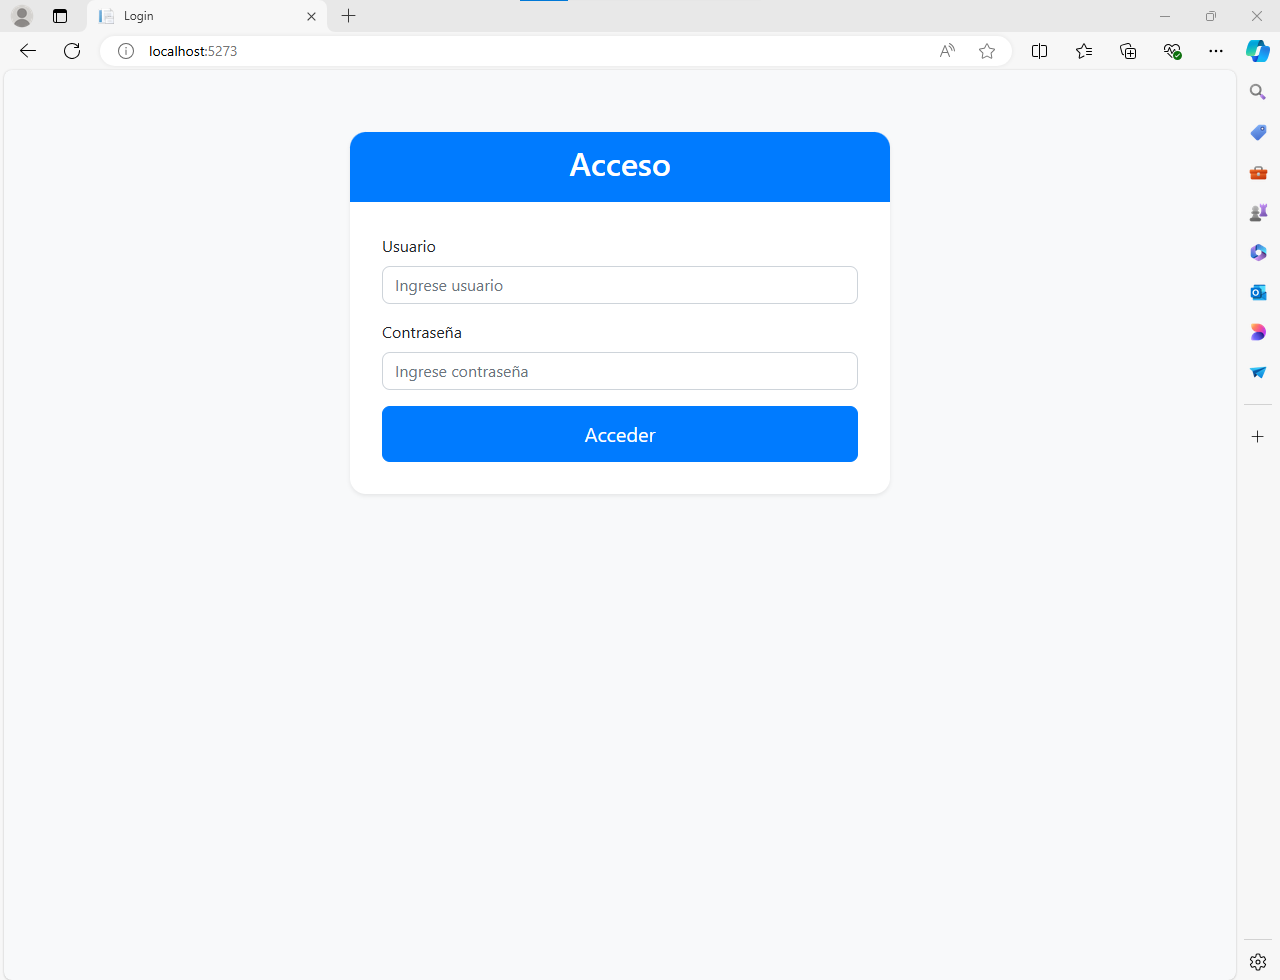 Login
localhost:5273
Acceso
Usuario
Ingrese usuario
Contraseña
Ingrese contraseña
Acceder